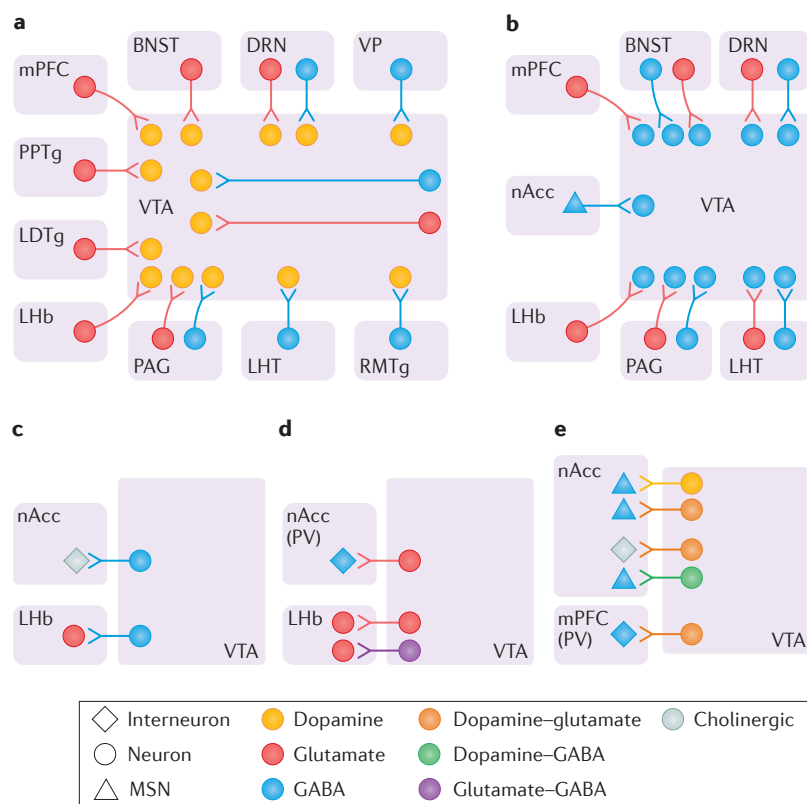 a
BNST
DRN
VP
mPFC
PPTg
VTA
LDTg
LHb
PAG
LHT
RMTg
b
BNST
DRN
mPFC
nAcc
VTA
LHb
PAG
LHT
c
nAcc
LHb
VTA
d
nAcc
(PV)
LHb
VTA
e
nAcc
mPFC
(PV)
VTA
Interneuron
Dopamine
Dopamine–glutamate
Cholinergic
Neuron
Glutamate
Dopamine–GABA
MSN
GABA
Glutamate–GABA